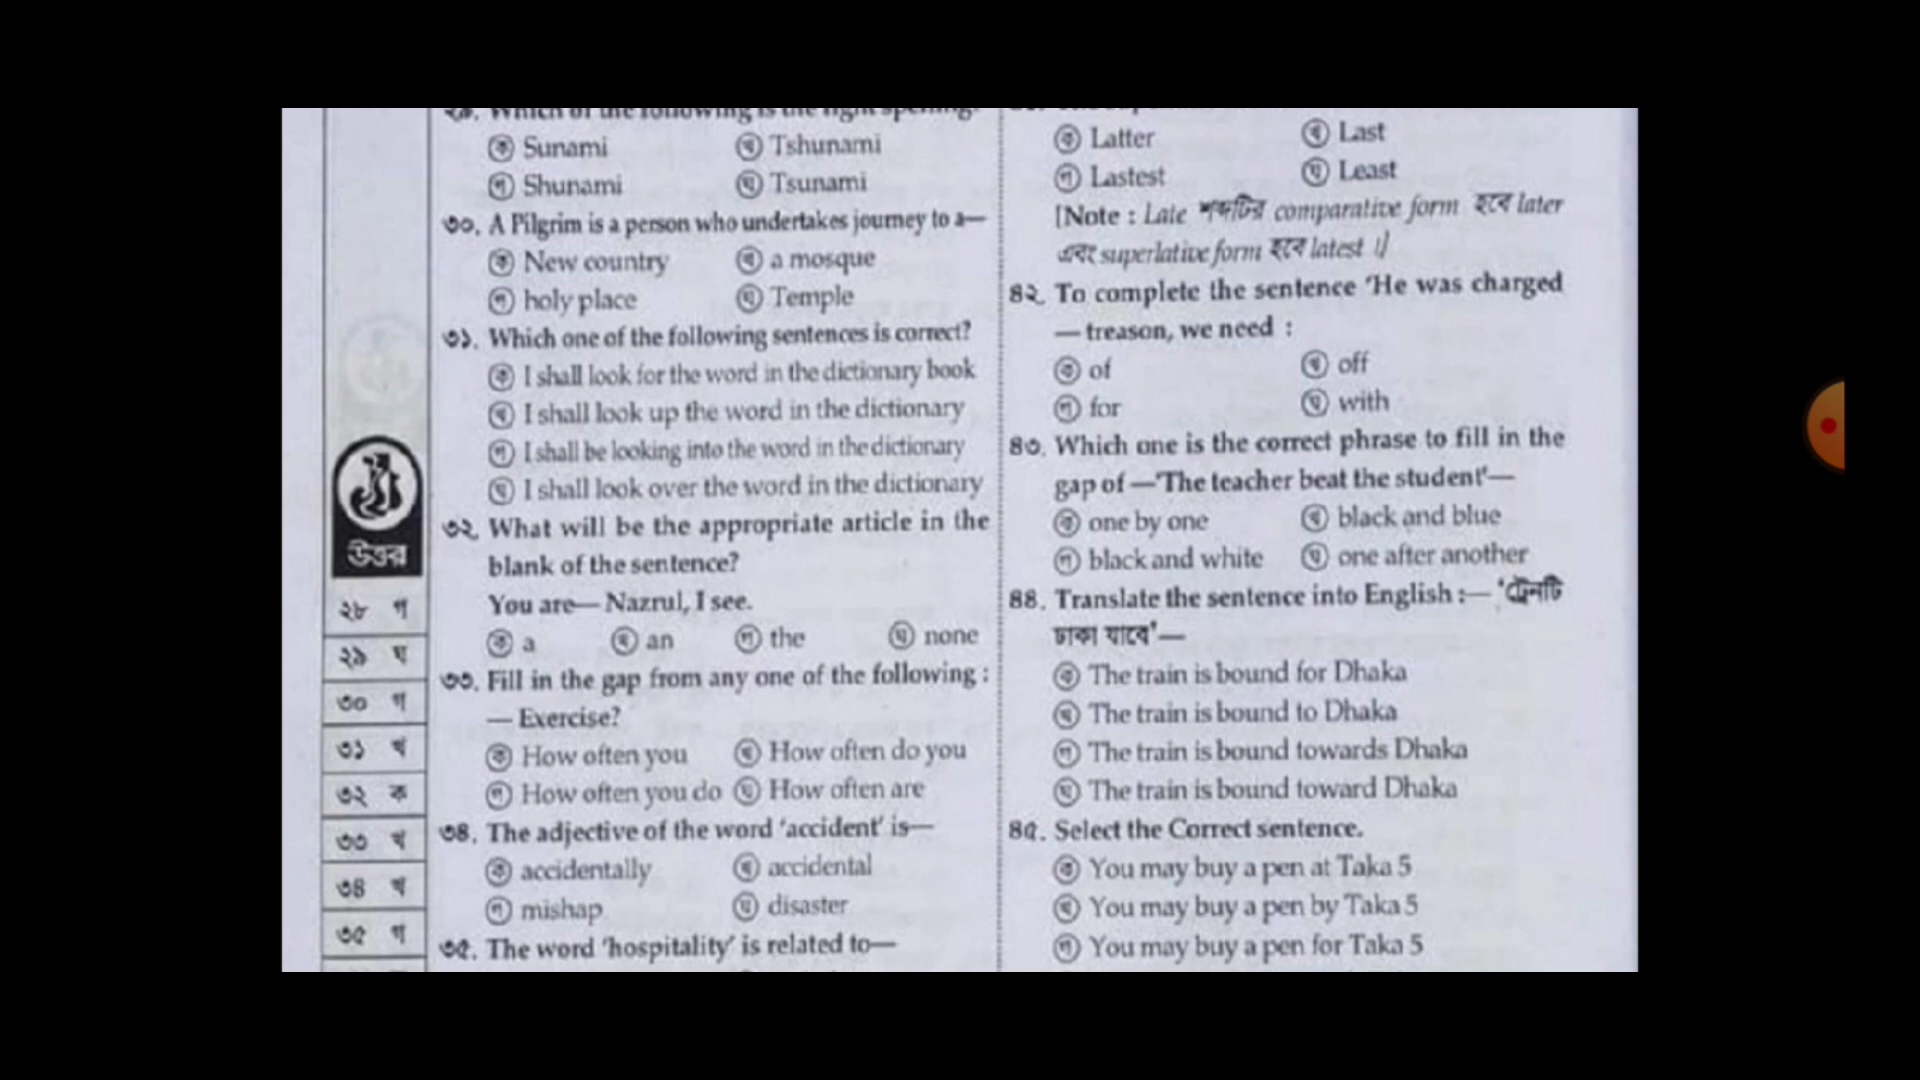 ২৯. Which of the following is the right spelling?
ক Sunami খ Tshunami
গ Shunami ঘ Tsunami
৩০. A Pilgrim is a person who undertakes journey to a—
ক New country খ a mosque
গ holy place ঘ Temple
৩১. Which one of the following sentences is correct?
ক I shall look for the word in the dictionary book
খ I shall look up the word in the dictionary
গ I shall be looking into the word in the dictionary
ঘ I shall look over the word in the dictionary
৩২. What will be the appropriate article in the
blank of the sentence?
You are— Nazrul, I see.
ক a খ an গ the ঘ none
৩৩. Fill in the gap from any one of the following :
— Exercise?
ক How often you খ How often do you
গ How often you do ঘ How often are
৩৪. The adjective of the word 'accident' is—
ক accidentally খ accidental
গ mishap ঘ disaster
৩৫. The word 'hospitality' is related to—
ক Latter খ Last
গ Lastest ঘ Least
[Note : Late শব্দটির comparative form হবে later
এবং superlative form হবে latest ।]
৪২. To complete the sentence 'He was charged
— treason, we need :
ক of খ off
গ for ঘ with
৪৩. Which one is the correct phrase to fill in the
gap of —'The teacher beat the student'—
ক one by one খ black and blue
গ black and white ঘ one after another
৪৪. Translate the sentence into English :— 'ট্রেনটি
ঢাকা যাবে'—
ক The train is bound for Dhaka
খ The train is bound to Dhaka
গ The train is bound towards Dhaka
ঘ The train is bound toward Dhaka
৪৫. Select the Correct sentence.
ক You may buy a pen at Taka 5
খ You may buy a pen by Taka 5
গ You may buy a pen for Taka 5
উত্তর
২৮ গ
২৯ ঘ
৩০ গ
৩১ খ
৩২ ক
৩৩ খ
৩৪ খ
৩৫ গ